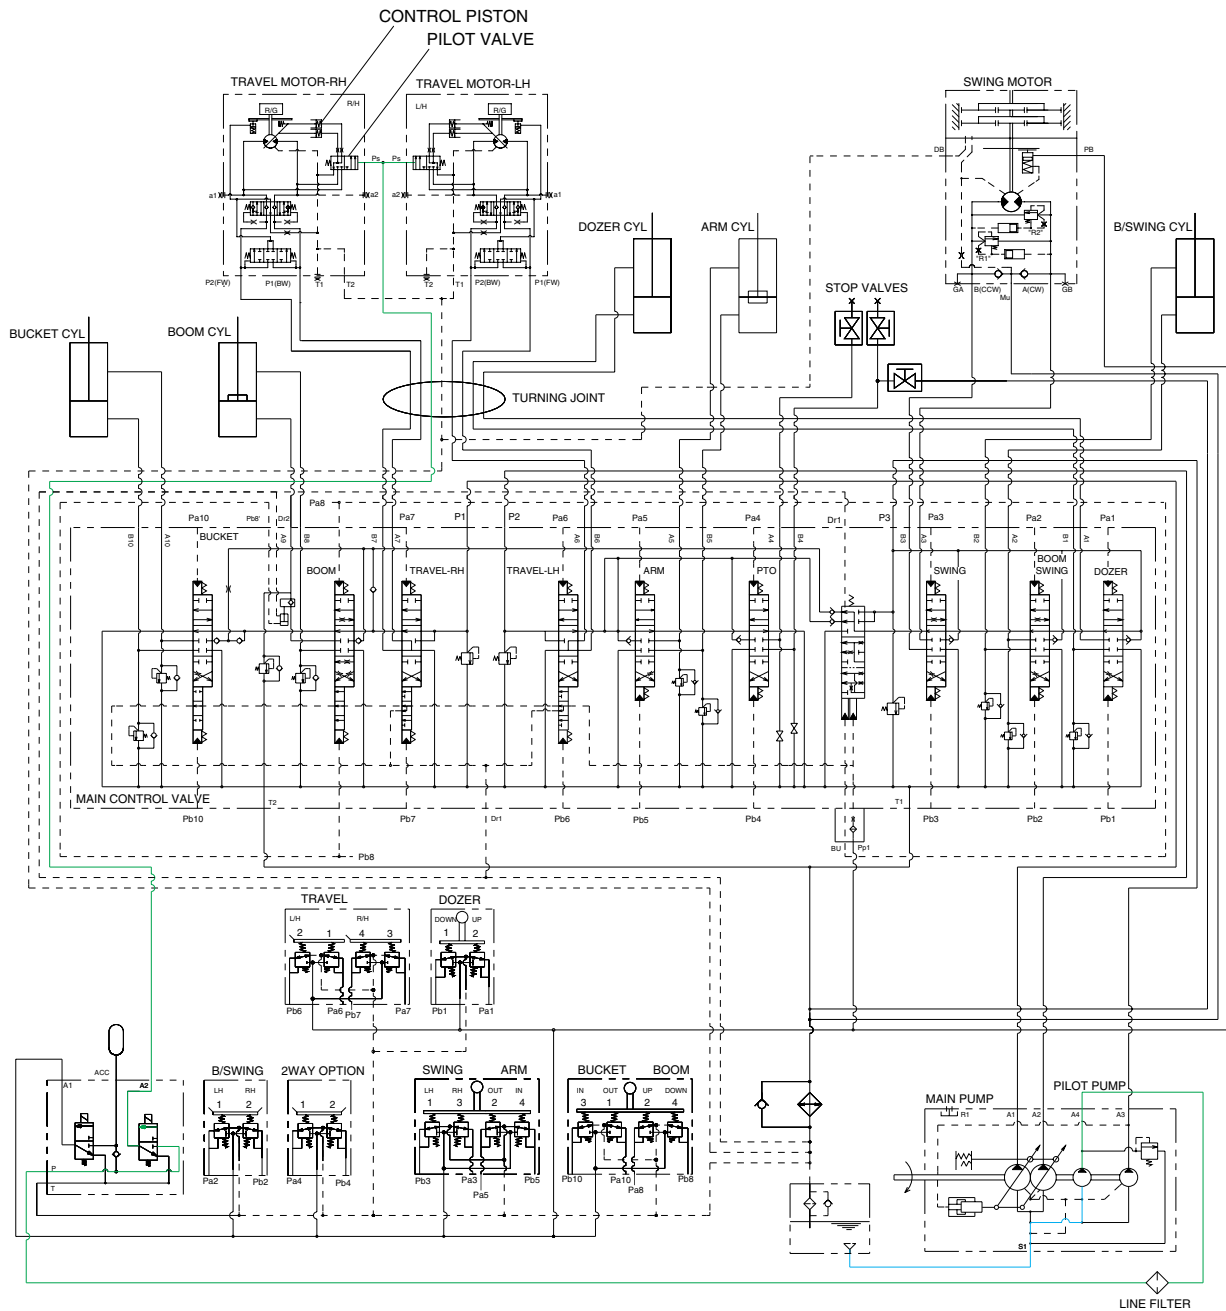 CONTROL PISTON
PILOT VALVE
TRAVEL MOTOR-RH
TRAVEL MOTOR-LH
SWING MOTOR
R/H
L/H
R/G
R/G
Ps
Ps
DB
PB
a1
a2
a2
a1
"R2"
"R1"
P2(FW)
P1(BW)
T1
T2
T2
T1
P2(BW)
P1(FW)
GA
B(CCW)
Mu
A(CW)
GB
DOZER CYL
ARM CYL
B/SWING CYL
STOP VALVES
BUCKET CYL
BOOM CYL
TURNING JOINT
Pa10
Pb8'
Dr2
Pa8
Pa7
P1
P2
Pa6
Pa5
Pa4
Dr1
P3
Pa3
Pa2
Pa1
B10
A10
A9
B8
B7
A7
A6
B6
A5
B5
A4
B4
B3
A3
B2
A2
B1
A1
BUCKET
BOOM
TRAVEL-RH
TRAVEL-LH
ARM
PTO
SWING
BOOM
SWING
DOZER
MAIN CONTROL VALVE
T2
T1
Pb10
Pb7
Dr1
Pb6
Pb5
Pb4
BU
Pp1
Pb3
Pb2
Pb1
Pb8
TRAVEL
L/H
R/H
2 1 4 3
Pb6
Pa6
Pb7
Pa7
DOZER
DOWN
UP
1 2
Pb1
Pa1
A1
ACC
A2
P
T
B/SWING
LH RH
1 2
Pa2
Pb2
2WAY OPTION
1 2
Pa4
Pb4
SWING
ARM
LH RH OUT IN
1 3 2 4
Pb3
Pa3
Pa5
Pb5
BUCKET
BOOM
IN OUT UP DOWN
3 1 2 4
Pb10
Pa10
Pa8
Pb8
PILOT PUMP
MAIN PUMP
R1
A1
A2
A4
A3
S1
LINE FILTER